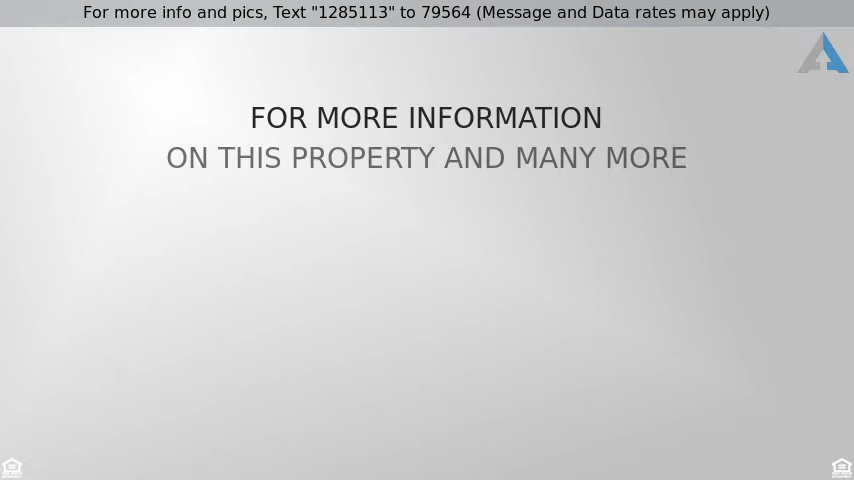 For more info and pics, Text "1285113" to 79564 (Message and Data rates may apply)
FOR MORE INFORMATION
ON THIS PROPERTY AND MANY MORE